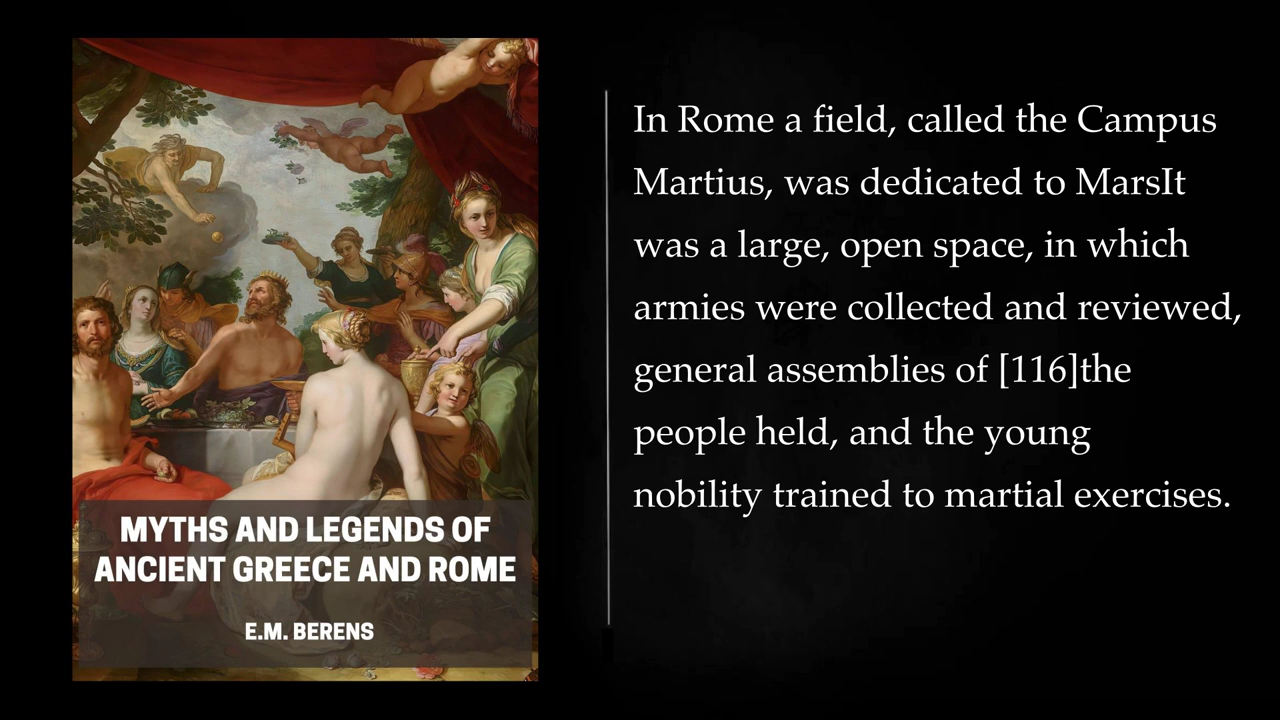 MYTHS AND LEGENDS OF
ANCIENT GREECE AND ROME
E.M. BERENS
In Rome a field, called the Campus
Martius, was dedicated to MarsIt
was a large, open space, in which
armies were collected and reviewed,
general assemblies of [116]the
people held, and the young
nobility trained to martial exercises.